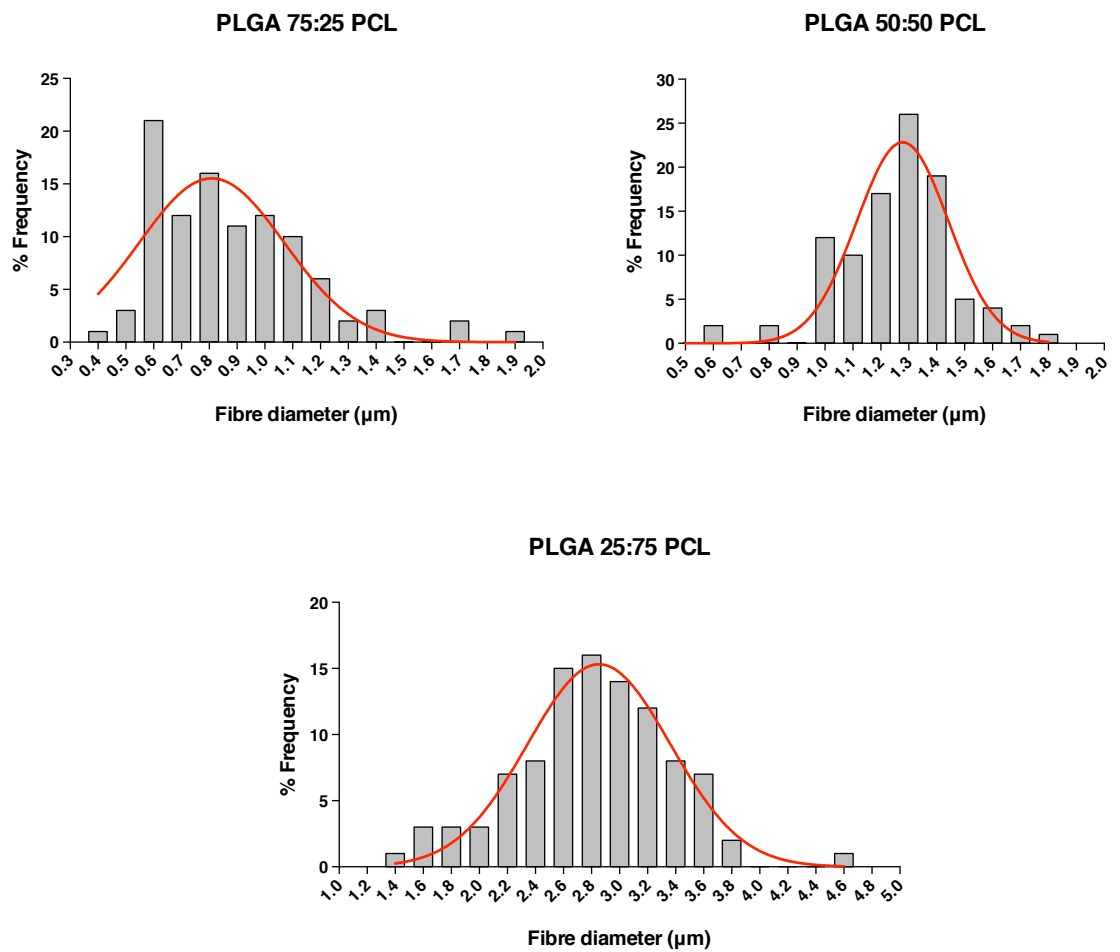 PLGA 75:25 PCL
25
20
15
10
5
0
% Frequency
0.3 0.4 0.5 0.6 0.7 0.8 0.9 1.0 1.1 1.2 1.3 1.4 1.5 1.6 1.7 1.8 1.9 2.0
Fibre diameter (µm)
PLGA 50:50 PCL
30
25
20
15
10
5
0
% Frequency
0.5 0.6 0.7 0.8 0.9 1.0 1.1 1.2 1.3 1.4 1.5 1.6 1.7 1.8 1.9 2.0
Fibre diameter (µm)
PLGA 25:75 PCL
20
15
10
5
0
% Frequency
1.0 1.2 1.4 1.6 1.8 2.0 2.2 2.4 2.6 2.8 3.0 3.2 3.4 3.6 3.8 4.0 4.2 4.4 4.6 4.8 5.0
Fibre diameter (µm)